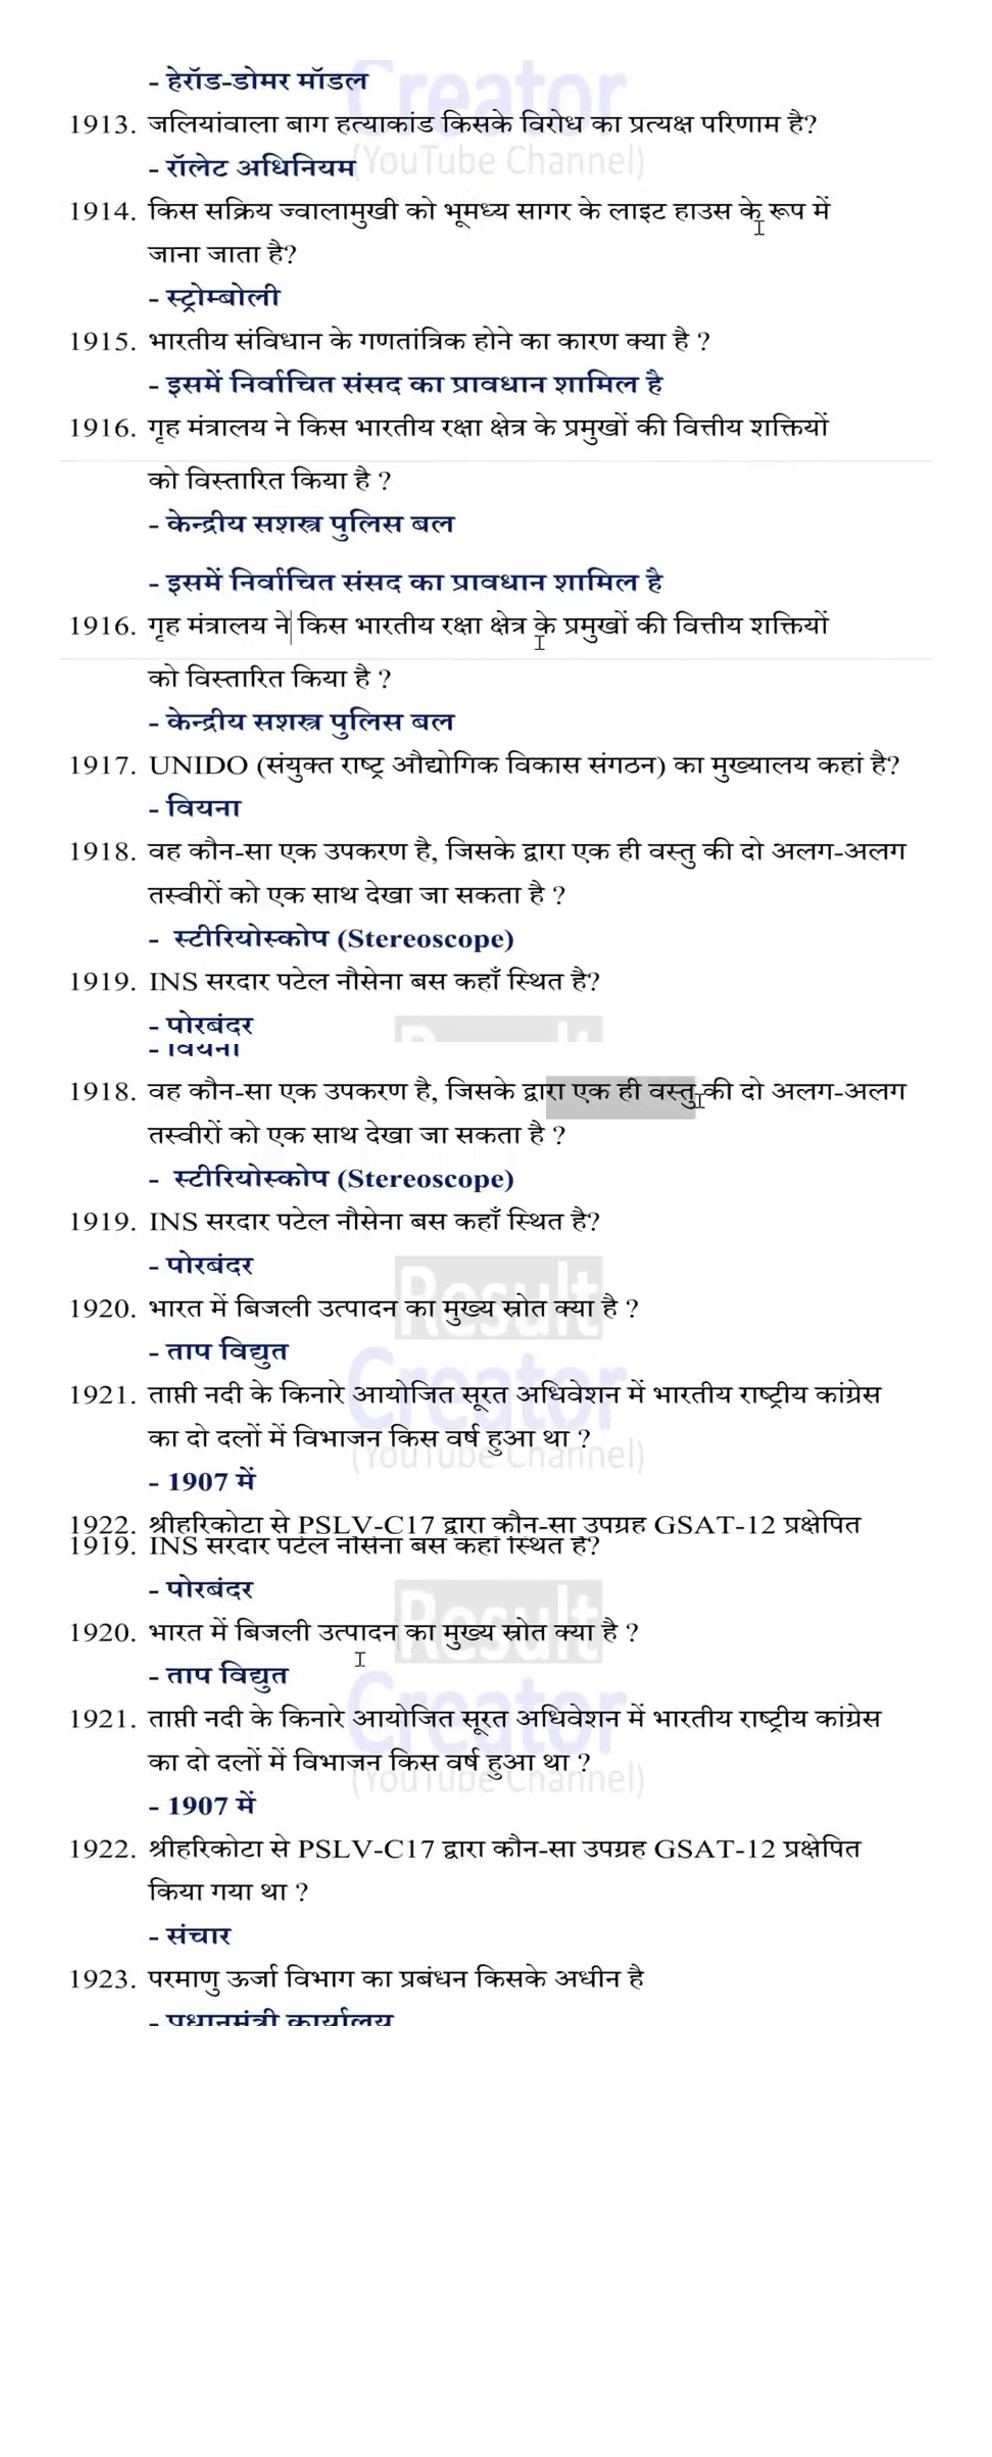 - हेरॉड-डोमर मॉडल
Creator
1913. जलियांवाला बाग हत्याकांड किसके विरोध का प्रत्यक्ष परिणाम है?
(YouTube Channel)
- रॉलेट अधिनियम
1914. किस सक्रिय ज्वालामुखी को भूमध्य सागर के लाइट हाउस के रूप में
जाना जाता है?
- स्ट्रोम्बोली
1915. भारतीय संविधान के गणतांत्रिक होने का कारण क्या है ?
- इसमें निर्वाचित संसद का प्रावधान शामिल है
1916. गृह मंत्रालय ने किस भारतीय रक्षा क्षेत्र के प्रमुखों की वित्तीय शक्तियों
को विस्तारित किया है ?
- केन्द्रीय सशस्त्र पुलिस बल
- इसमें निर्वाचित संसद का प्रावधान शामिल है
1916. गृह मंत्रालय ने किस भारतीय रक्षा क्षेत्र के प्रमुखों की वित्तीय शक्तियों
को विस्तारित किया है ?
- केन्द्रीय सशस्त्र पुलिस बल
1917. UNIDO (संयुक्त राष्ट्र औद्योगिक विकास संगठन) का मुख्यालय कहां है?
- वियना
1918. वह कौन-सा एक उपकरण है, जिसके द्वारा एक ही वस्तु की दो अलग-अलग
तस्वीरों को एक साथ देखा जा सकता है ?
- स्टीरियोस्कोप (Stereoscope)
1919. INS सरदार पटेल नौसेना बस कहाँ स्थित है?
- पोरबंदर
- वियना
1918. वह कौन-सा एक उपकरण है, जिसके द्वारा एक ही वस्तु की दो अलग-अलग
तस्वीरों को एक साथ देखा जा सकता है ?
- स्टीरियोस्कोप (Stereoscope)
1919. INS सरदार पटेल नौसेना बस कहाँ स्थित है?
- पोरबंदर
Result
1920. भारत में बिजली उत्पादन का मुख्य स्रोत क्या है ?
- ताप विद्युत
Creator
1921. ताप्ती नदी के किनारे आयोजित सूरत अधिवेशन में भारतीय राष्ट्रीय कांग्रेस
का दो दलों में विभाजन किस वर्ष हुआ था ?
(YouTube Channel)
- 1907 में
1922. श्रीहरिकोटा से PSLV-C17 द्वारा कौन-सा उपग्रह GSAT-12 प्रक्षेपित
1919. INS सरदार पटेल नौसेना बस कहाँ स्थित है?
- पोरबंदर
Result
1920. भारत में बिजली उत्पादन का मुख्य स्रोत क्या है ?
- ताप विद्युत
Creator
1921. ताप्ती नदी के किनारे आयोजित सूरत अधिवेशन में भारतीय राष्ट्रीय कांग्रेस
का दो दलों में विभाजन किस वर्ष हुआ था ?
(YouTube Channel)
- 1907 में
1922. श्रीहरिकोटा से PSLV-C17 द्वारा कौन-सा उपग्रह GSAT-12 प्रक्षेपित
किया गया था ?
- संचार
1923. परमाणु ऊर्जा विभाग का प्रबंधन किसके अधीन है
- प्रधानमंत्री कार्यालय